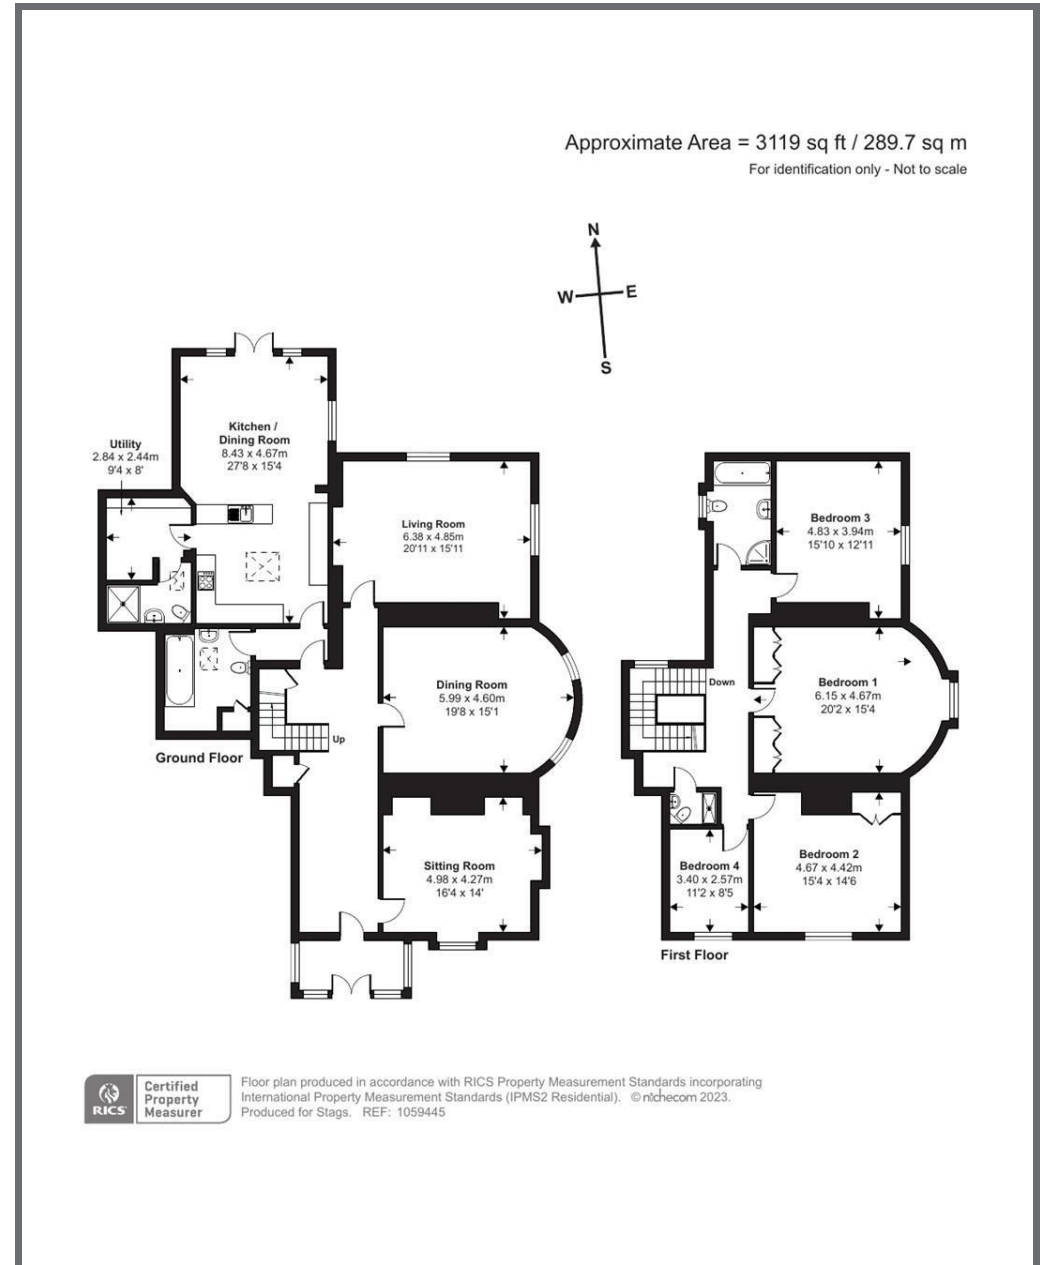 Approximate Area = 3119 sq ft / 289.7 sq m
For identification only - Not to scale
N
W
E
S
Kitchen /
Dining Room
8.43 x 4.67m
27'8 x 15'4
Utility
2.84 x 2.44m
9'4 x 8'
Living Room
6.38 x 4.85m
20'11 x 15'11
Dining Room
5.99 x 4.60m
19'8 x 15'1
Up
Ground Floor
Sitting Room
4.98 x 4.27m
16'4 x 14'
Bedroom 3
4.83 x 3.94m
15'10 x 12'11
Down
Bedroom 1
6.15 x 4.67m
20'2 x 15'4
Bedroom 2
4.67 x 4.42m
15'4 x 14'6
Bedroom 4
3.40 x 2.57m
11'2 x 8'5
First Floor
RICS
Certified
Property
Measurer
Floor plan produced in accordance with RICS Property Measurement Standards incorporating
International Property Measurement Standards (IPMS2 Residential). © nichecom 2023.
Produced for Stags. REF: 1059445